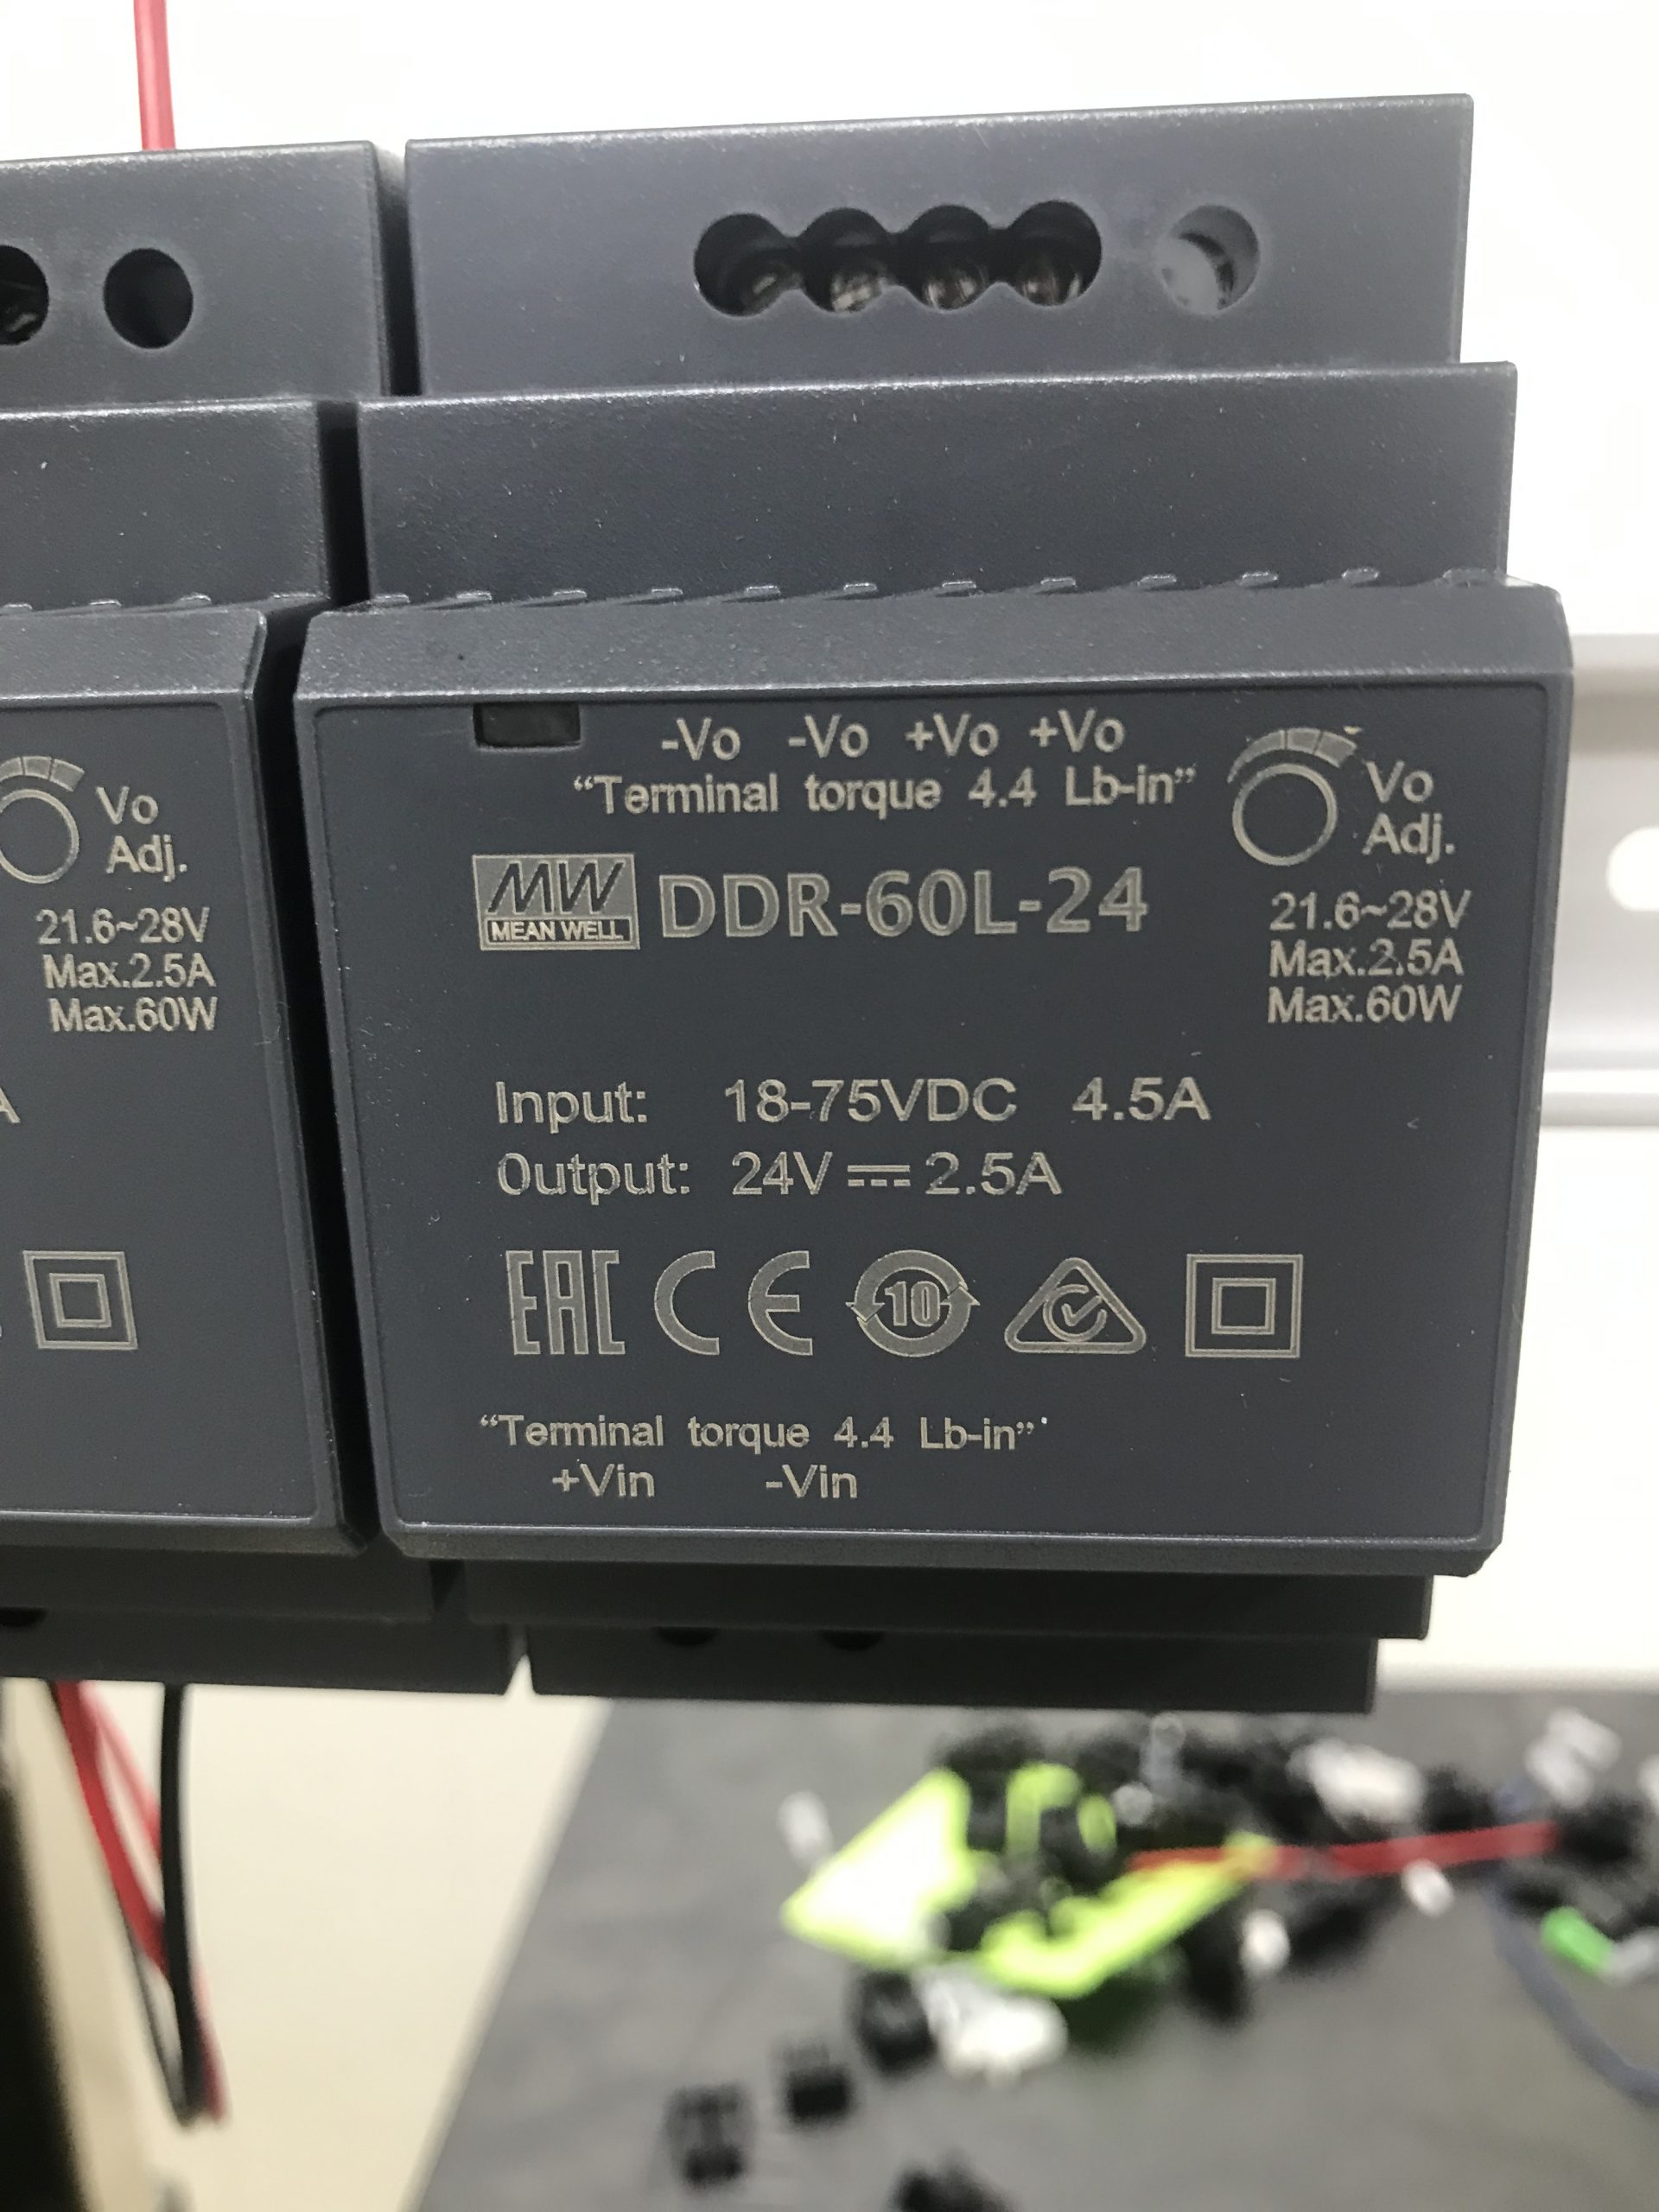 Vo
Adj.
21.6~28V
Max.2.5A
Max.60W
A
-Vo -Vo +Vo +Vo
“Terminal torque 4.4 Lb-in”
Vo
Adj.
MW
MEAN WELL
DDR-60L-24
21.6~28V
Max.2.5A
Max.60W
Input: 18-75VDC 4.5A
Output: 24V⎓2.5A
EAC CE 10
“Terminal torque 4.4 Lb-in”
+Vin -Vin